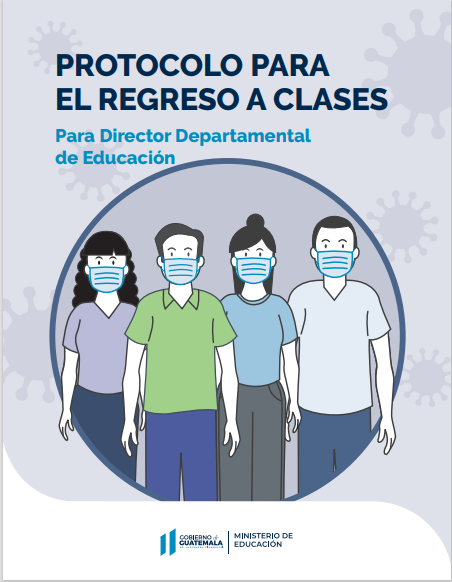 PROTOCOLO PARA
EL REGRESO A CLASES
Para Director Departamental
de Educación
GOBIERNO de
GUATEMALA
MINISTERIO DE
EDUCACIÓN